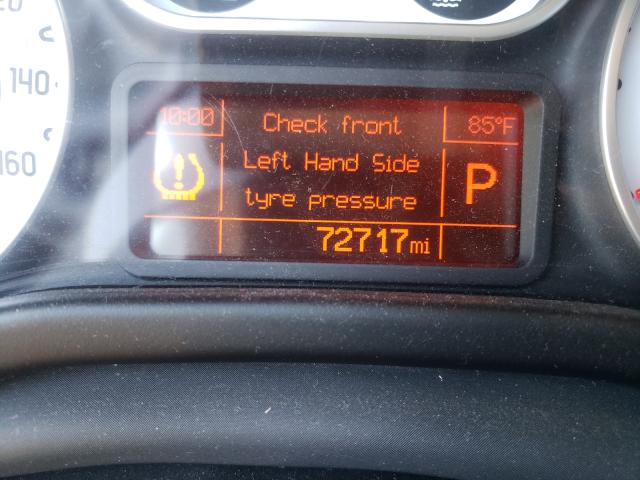 140
160
10:00
Check front
85°F
Left Hand Side
tyre pressure
P
72717mi